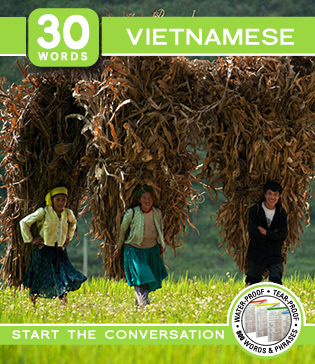 30
WORDS
VIETNAMESE
WATER-PROOF • TEAR-PROOF
WORDS & PHRASES
START THE CONVERSATION